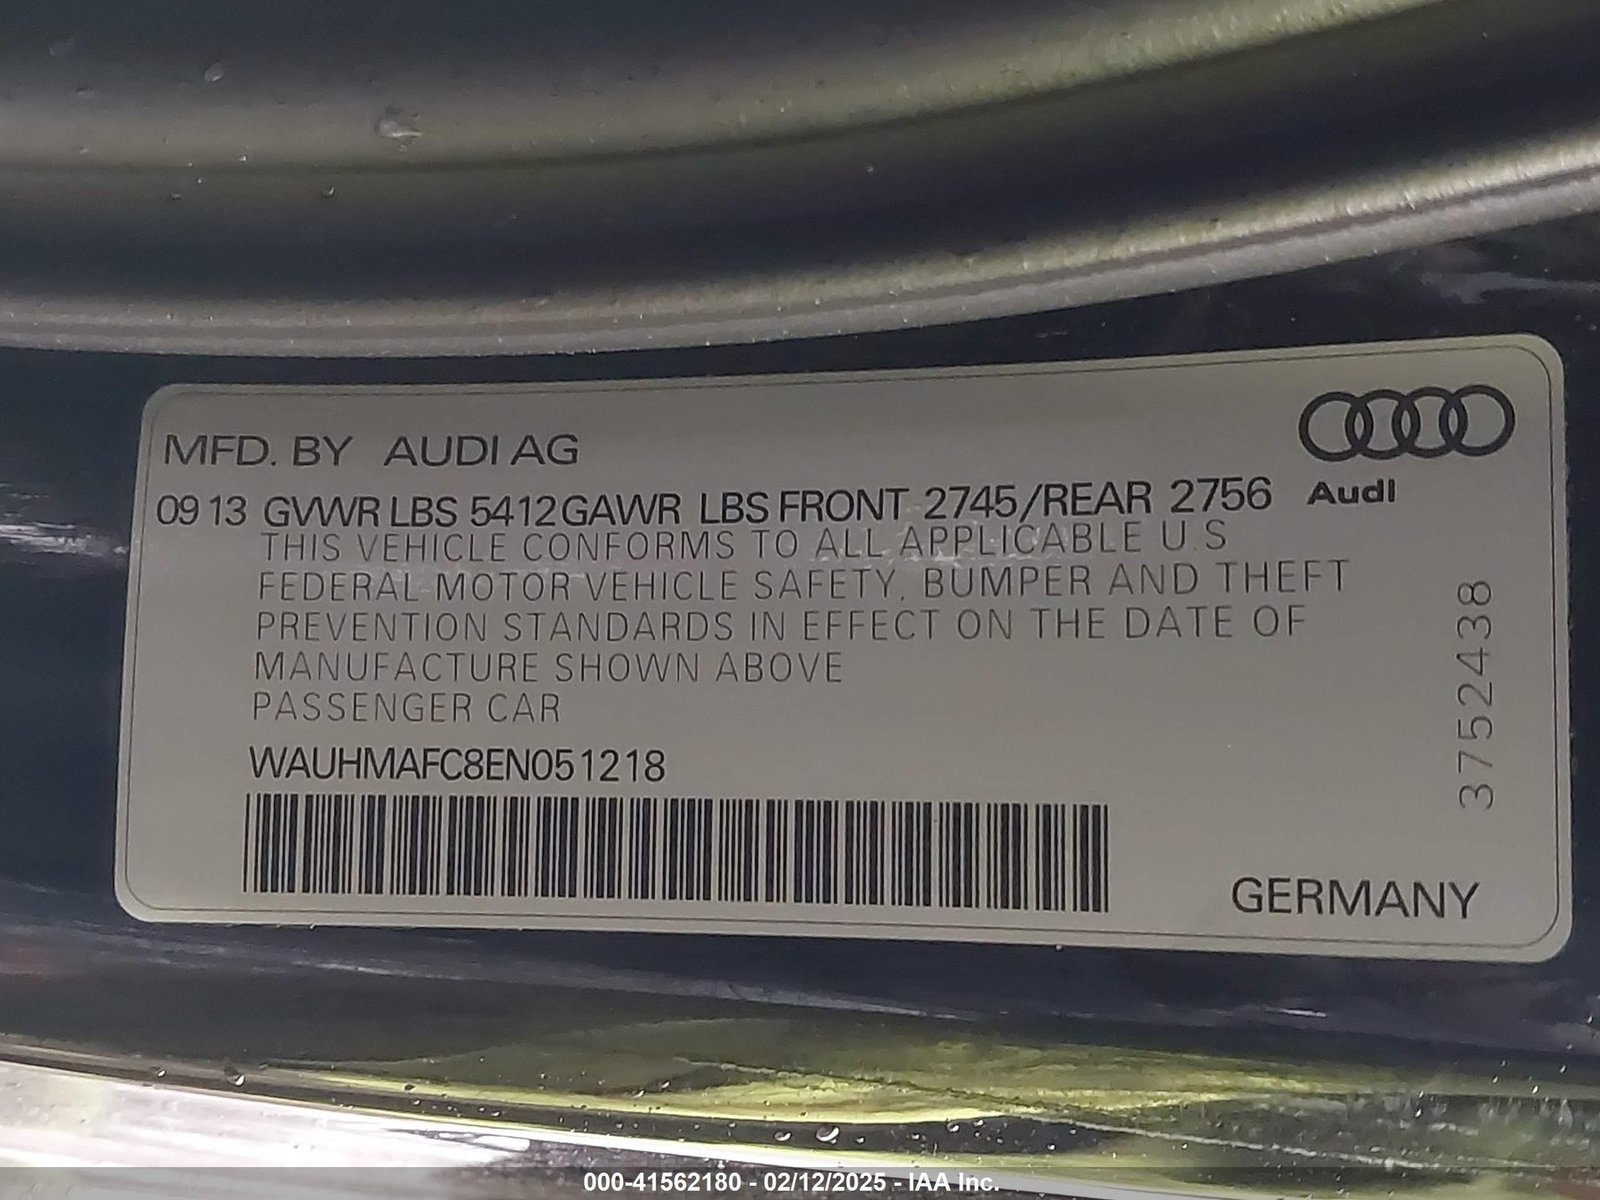 MFD. BY AUDI AG
09 13 GVWR LBS 5412 GAWR LBS FRONT 2745/REAR 2756
Audi
THIS VEHICLE CONFORMS TO ALL APPLICABLE U.S
FEDERAL MOTOR VEHICLE SAFETY, BUMPER AND THEFT
PREVENTION STANDARDS IN EFFECT ON THE DATE OF
MANUFACTURE SHOWN ABOVE
PASSENGER CAR
WAUHMAFC8EN051218
3752438
GERMANY
000-41562180 - 02/12/2025 - IAA Inc.